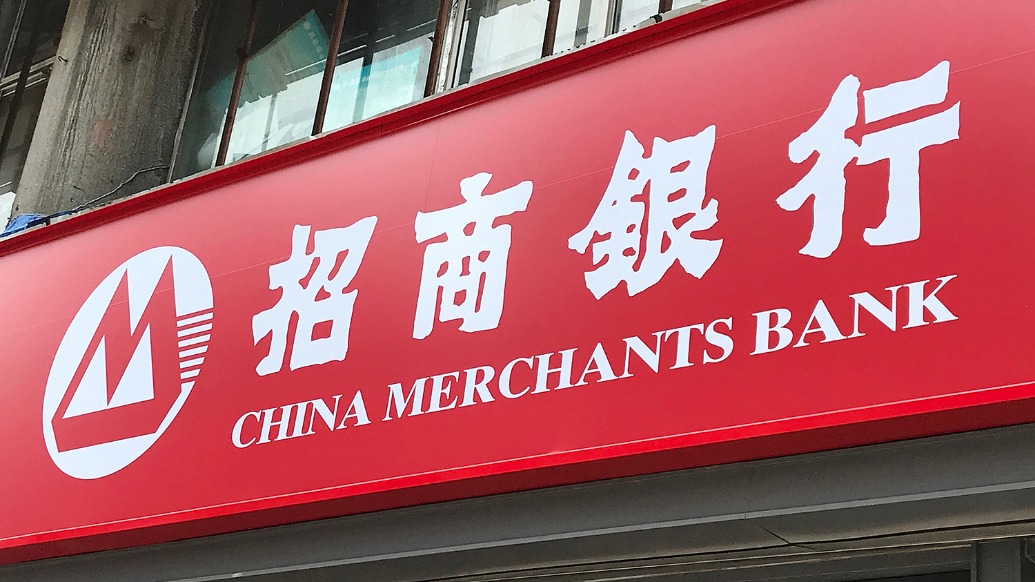 招商銀行
CHINA MERCHANTS BANK